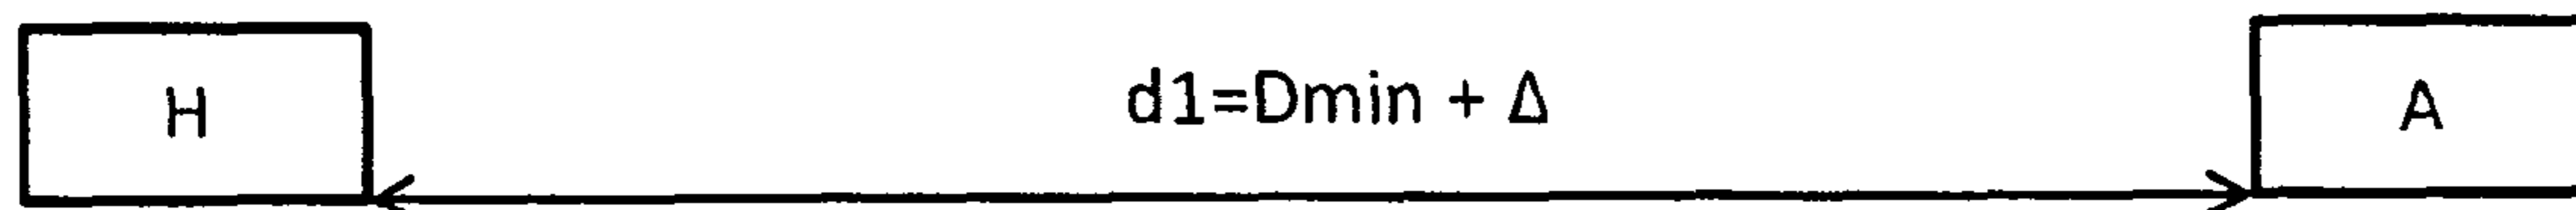 H
d1=Dmin + Δ
A